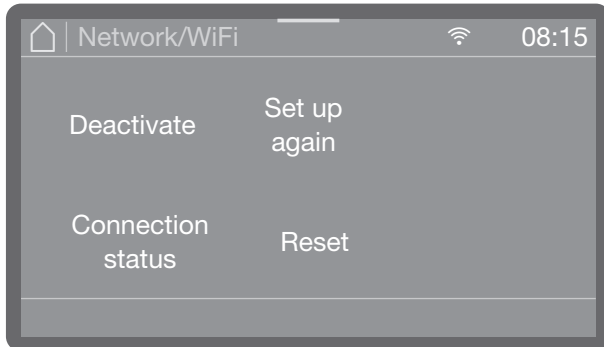 Network/WiFi 08:15
Deactivate
Set up
again
Connection
status
Reset